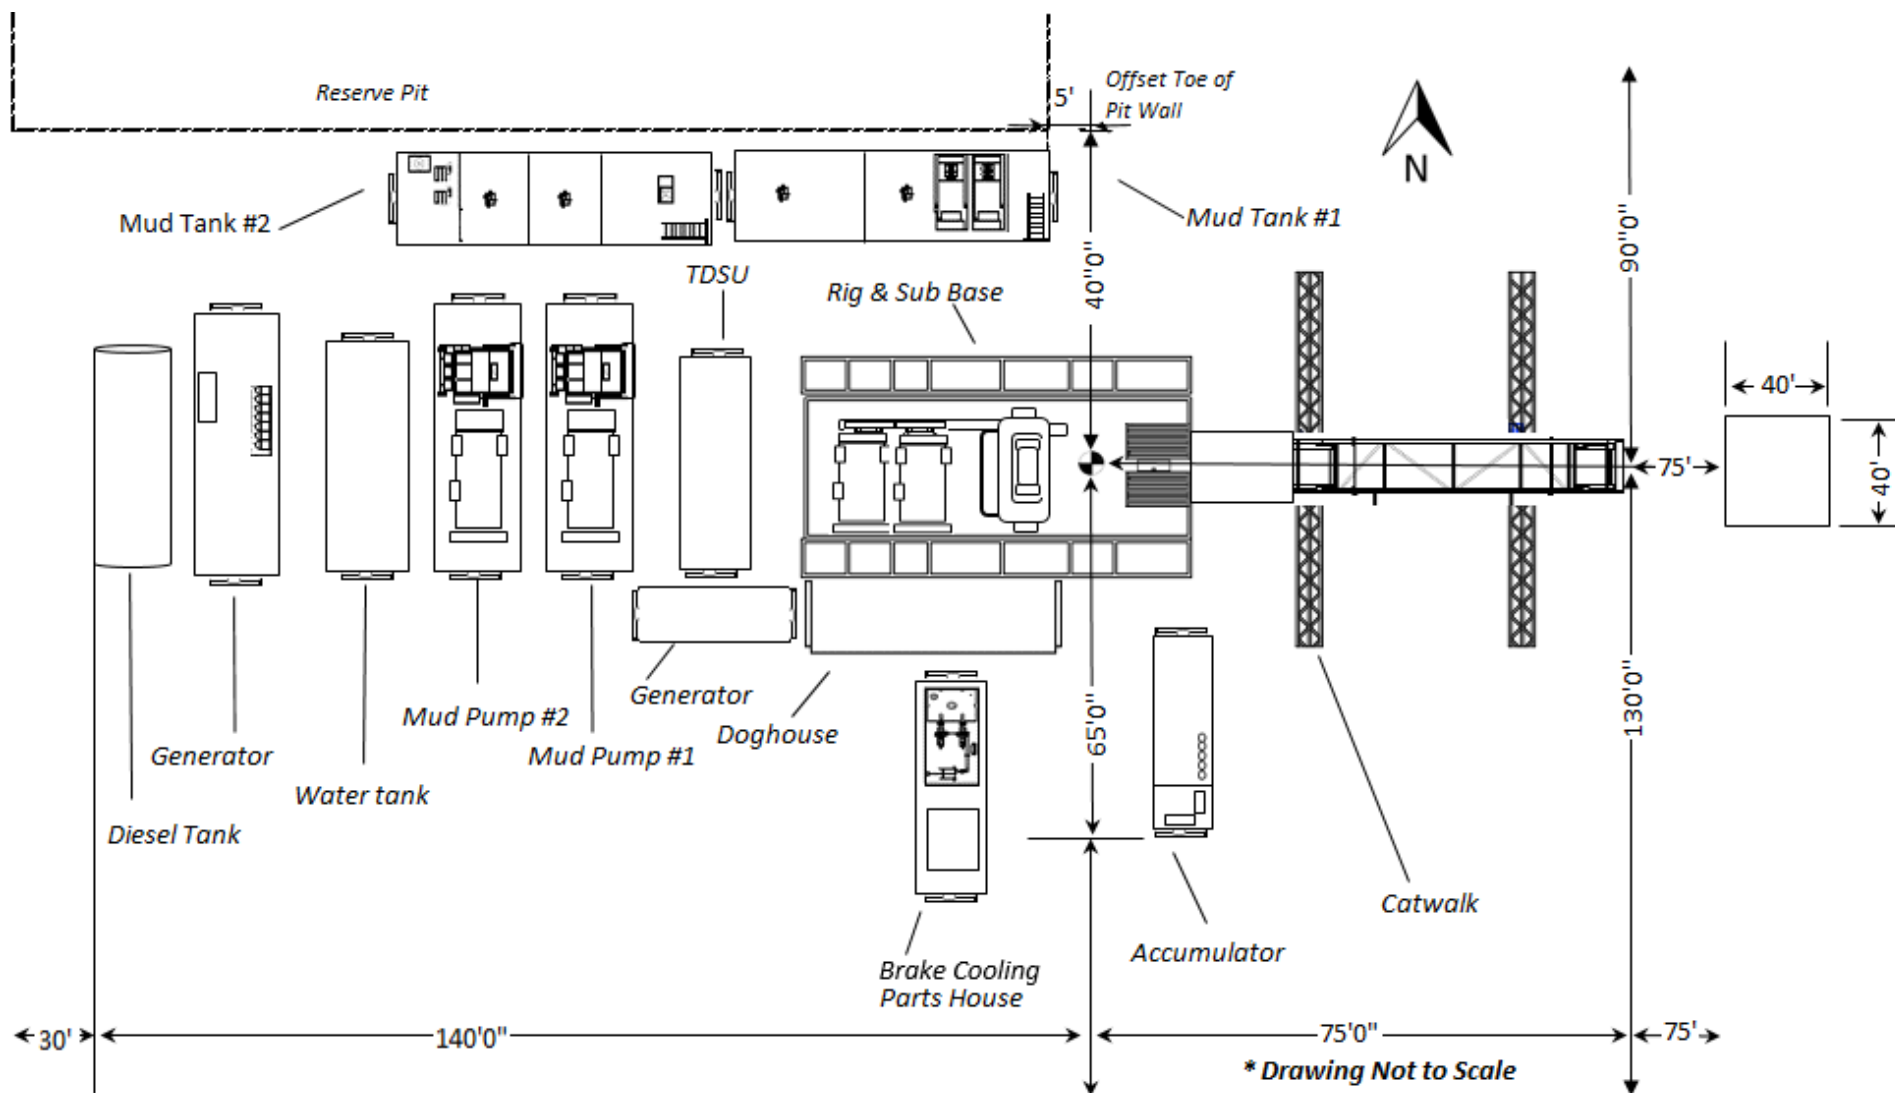 Reserve Pit
5'
Offset Toe of
Pit Wall
N
Mud Tank #2
Mud Tank #1
90"0"
40"0"
TDSU
Rig & Sub Base
40'
75'
40'
Generator
Mud Pump #2
Doghouse
65'0"
130'0"
Generator
Mud Pump #1
Water tank
Diesel Tank
Catwalk
Accumulator
Brake Cooling
Parts House
30'
140'0"
75'0"
75'
* Drawing Not to Scale